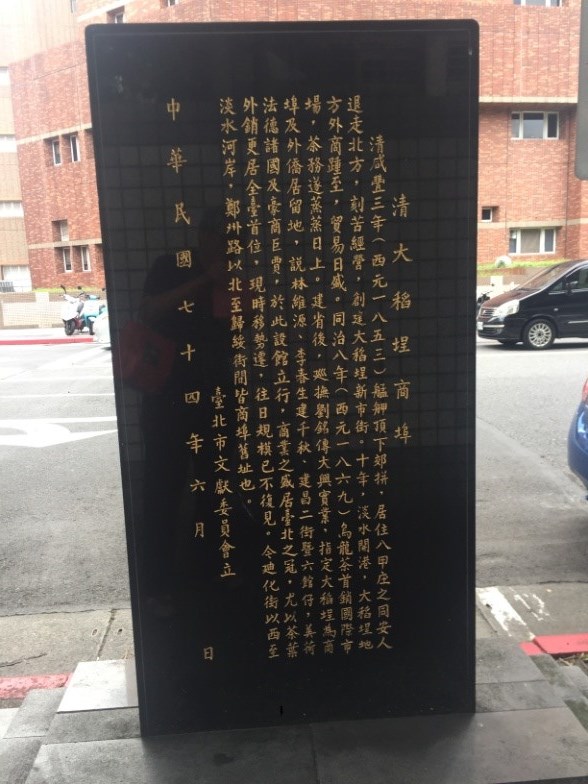 清大稻埕商埠
清咸豐三年（西元一八五三）艋舺頂下郊拼，居住八甲庄之同安人
退走北方，刻苦經營，創建大稻埕新市街。十年，淡水開港，大稻埕地
方外商踵至，貿易日盛。同治八年（西元一八六九）烏龍茶首銷國際市
場，茶務遂蒸蒸日上。建省後，巡撫劉銘傳大興實業，指定大稻埕為商
埠及外僑居留地，説林維源、李春生建千秋、建昌二街暨六館仔，美荷
法德諸國及豪商巨賈，於此設館立行，商業之盛居臺北之冠，尤以茶葉
外銷更居全臺首位，現時移勢遷，往日規模已不復見。今廸化街以西至
淡水河岸，鄭州路以北至歸綏街間皆商埠舊址也。
臺北市文獻委員會立
中華民國七十四年六月　日